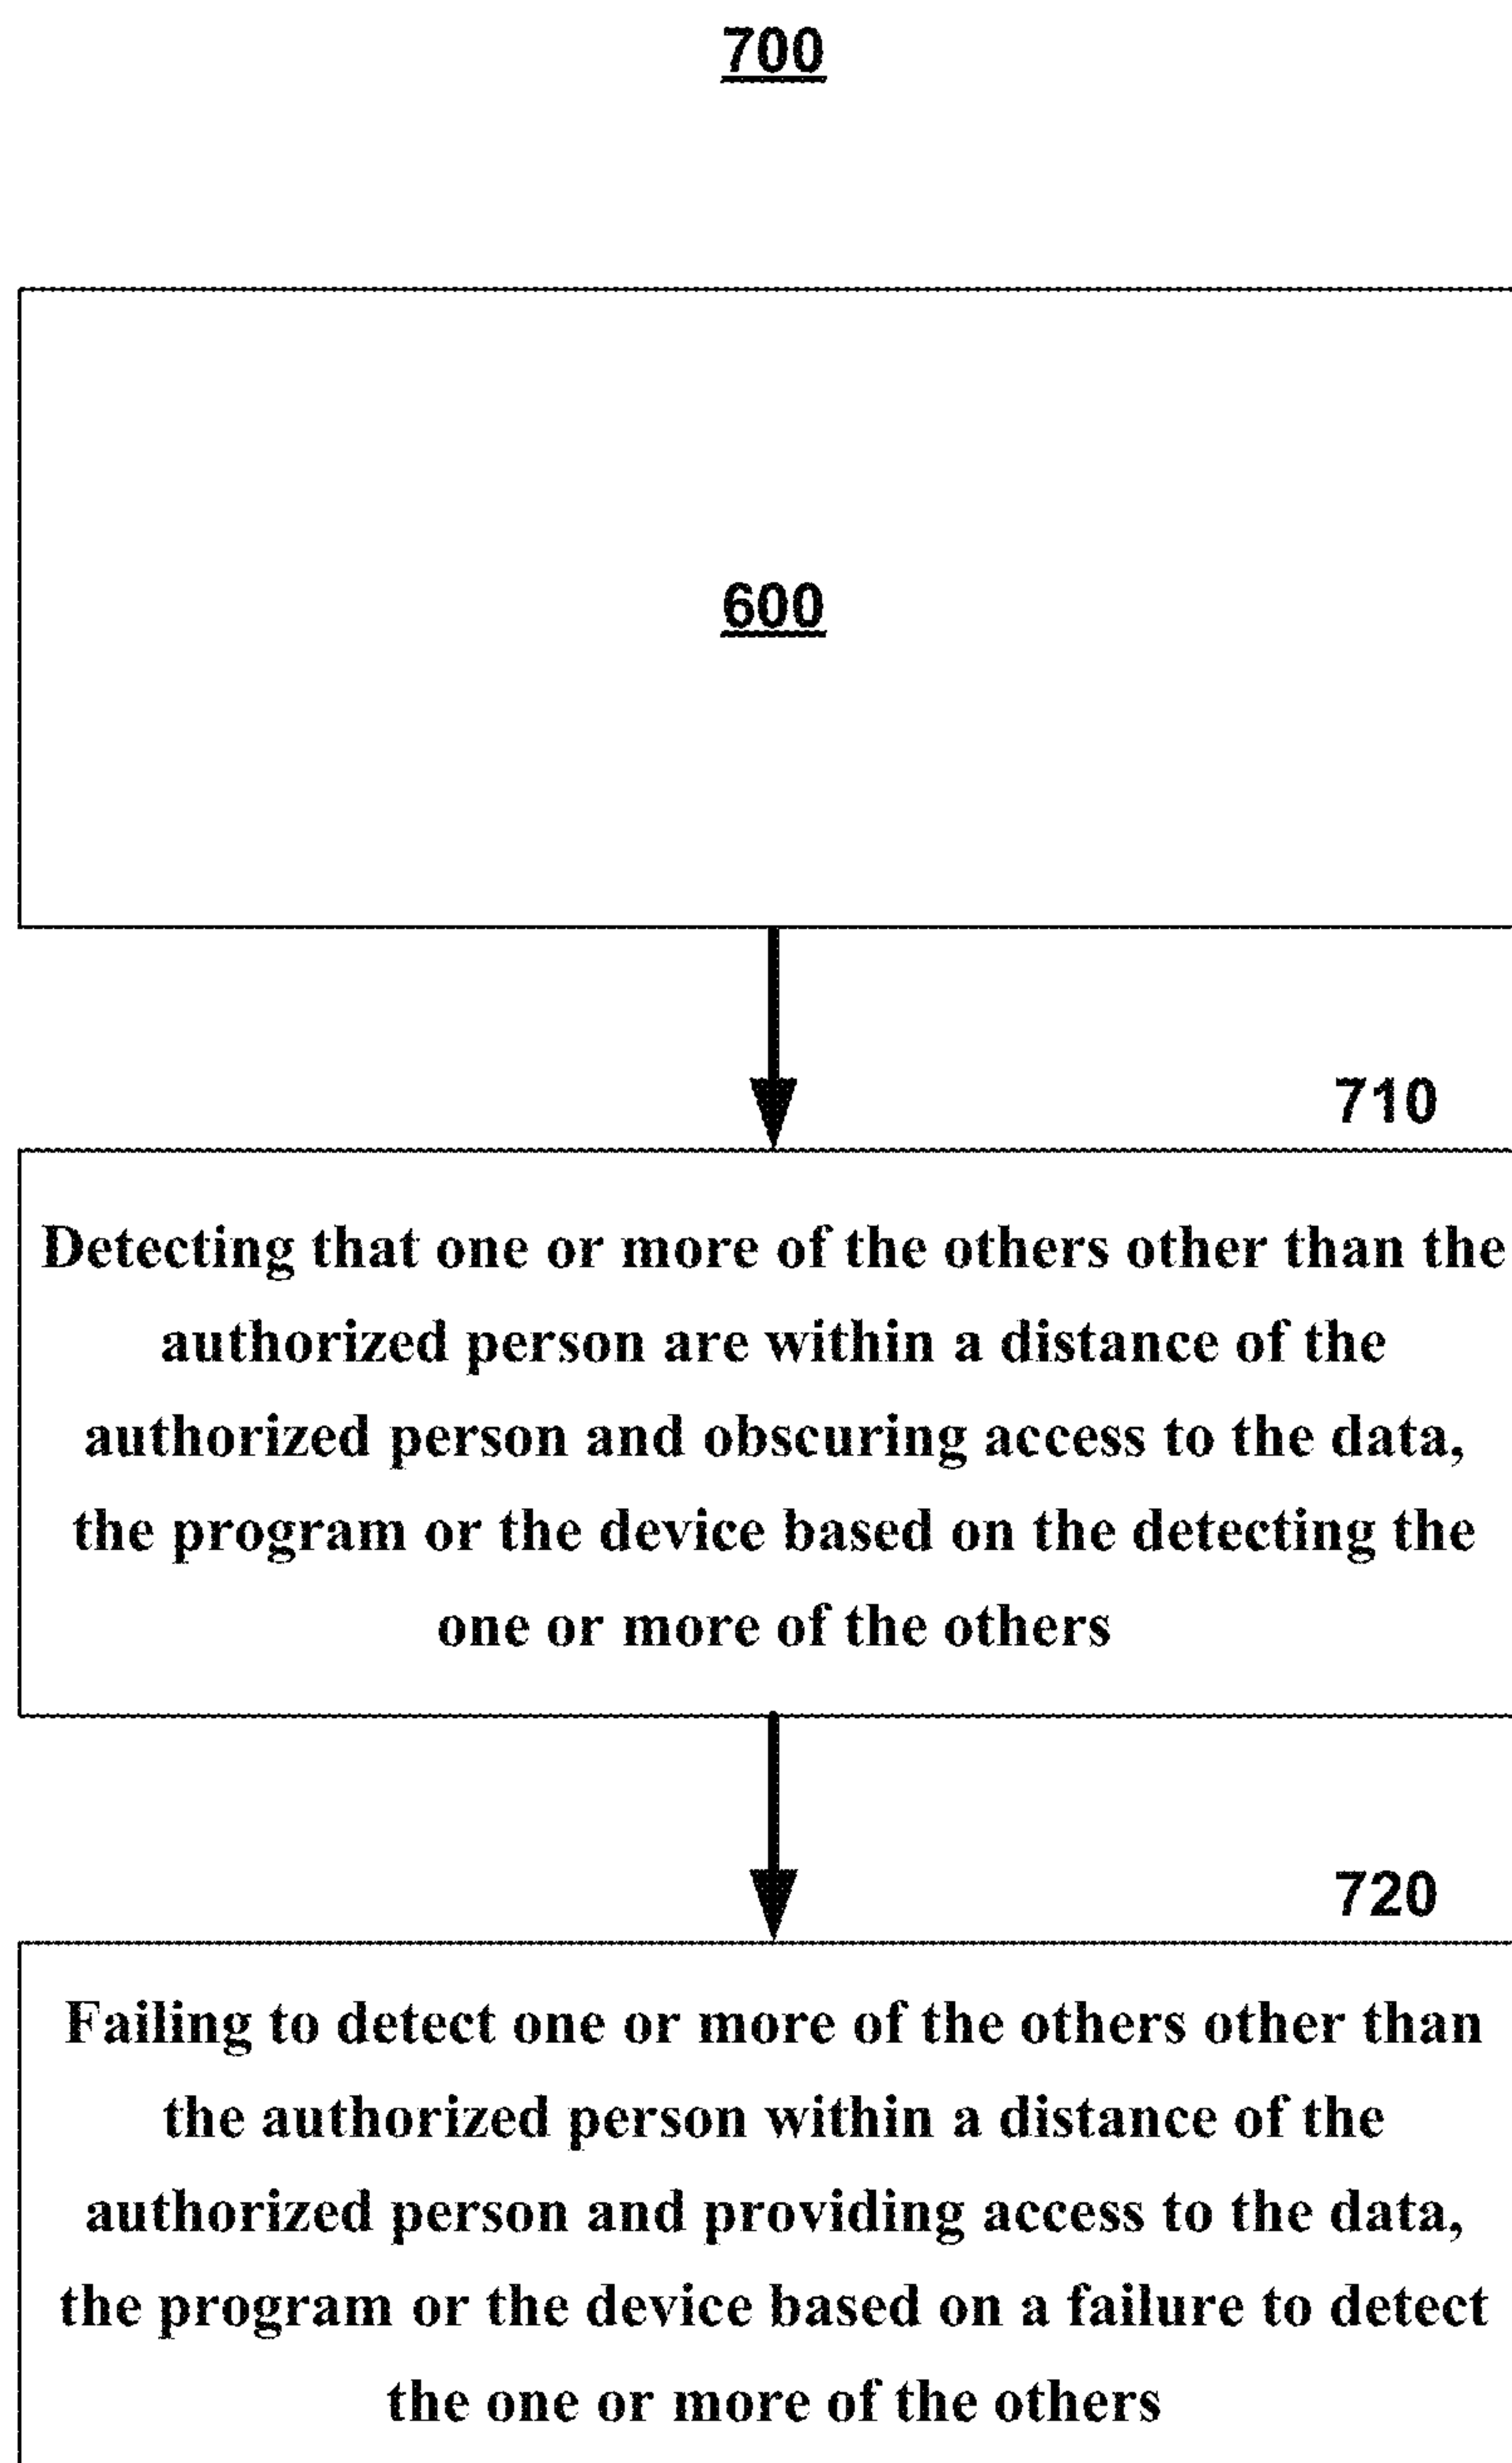 700
600
710
Detecting that one or more of the others other than the
authorized person are within a distance of the
authorized person and obscuring access to the data,
the program or the device based on the detecting the
one or more of the others
720
Failing to detect one or more of the others other than
the authorized person within a distance of the
authorized person and providing access to the data,
the program or the device based on a failure to detect
the one or more of the others